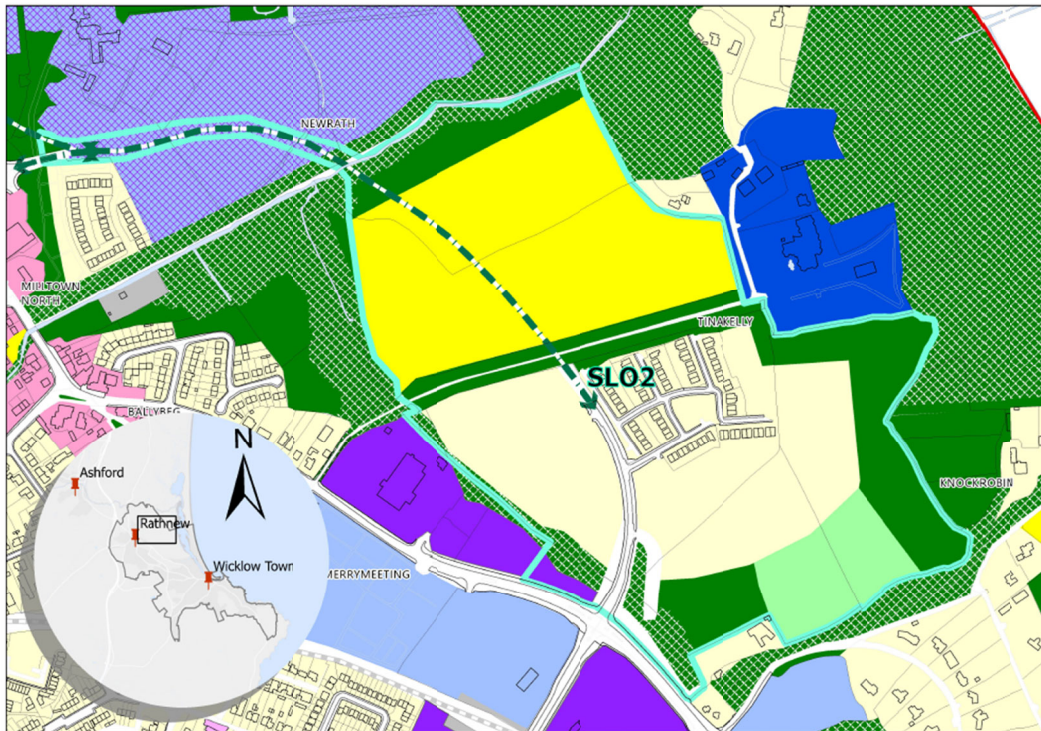 NEWRATH
MILLTOWN
NORTH
TINAKELLY
SLO2
BALLYBEG
N
Ashford
KNOCKROBIN
Rathnew
Wicklow Town
MERRYMEETING